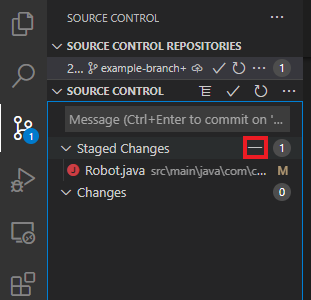 SOURCE CONTROL
SOURCE CONTROL REPOSITORIES
2... example-branch+ 1
SOURCE CONTROL
Message (Ctrl+Enter to commit on '...
Staged Changes 1
Robot.java src\main\java\com\c... M
Changes 0
1